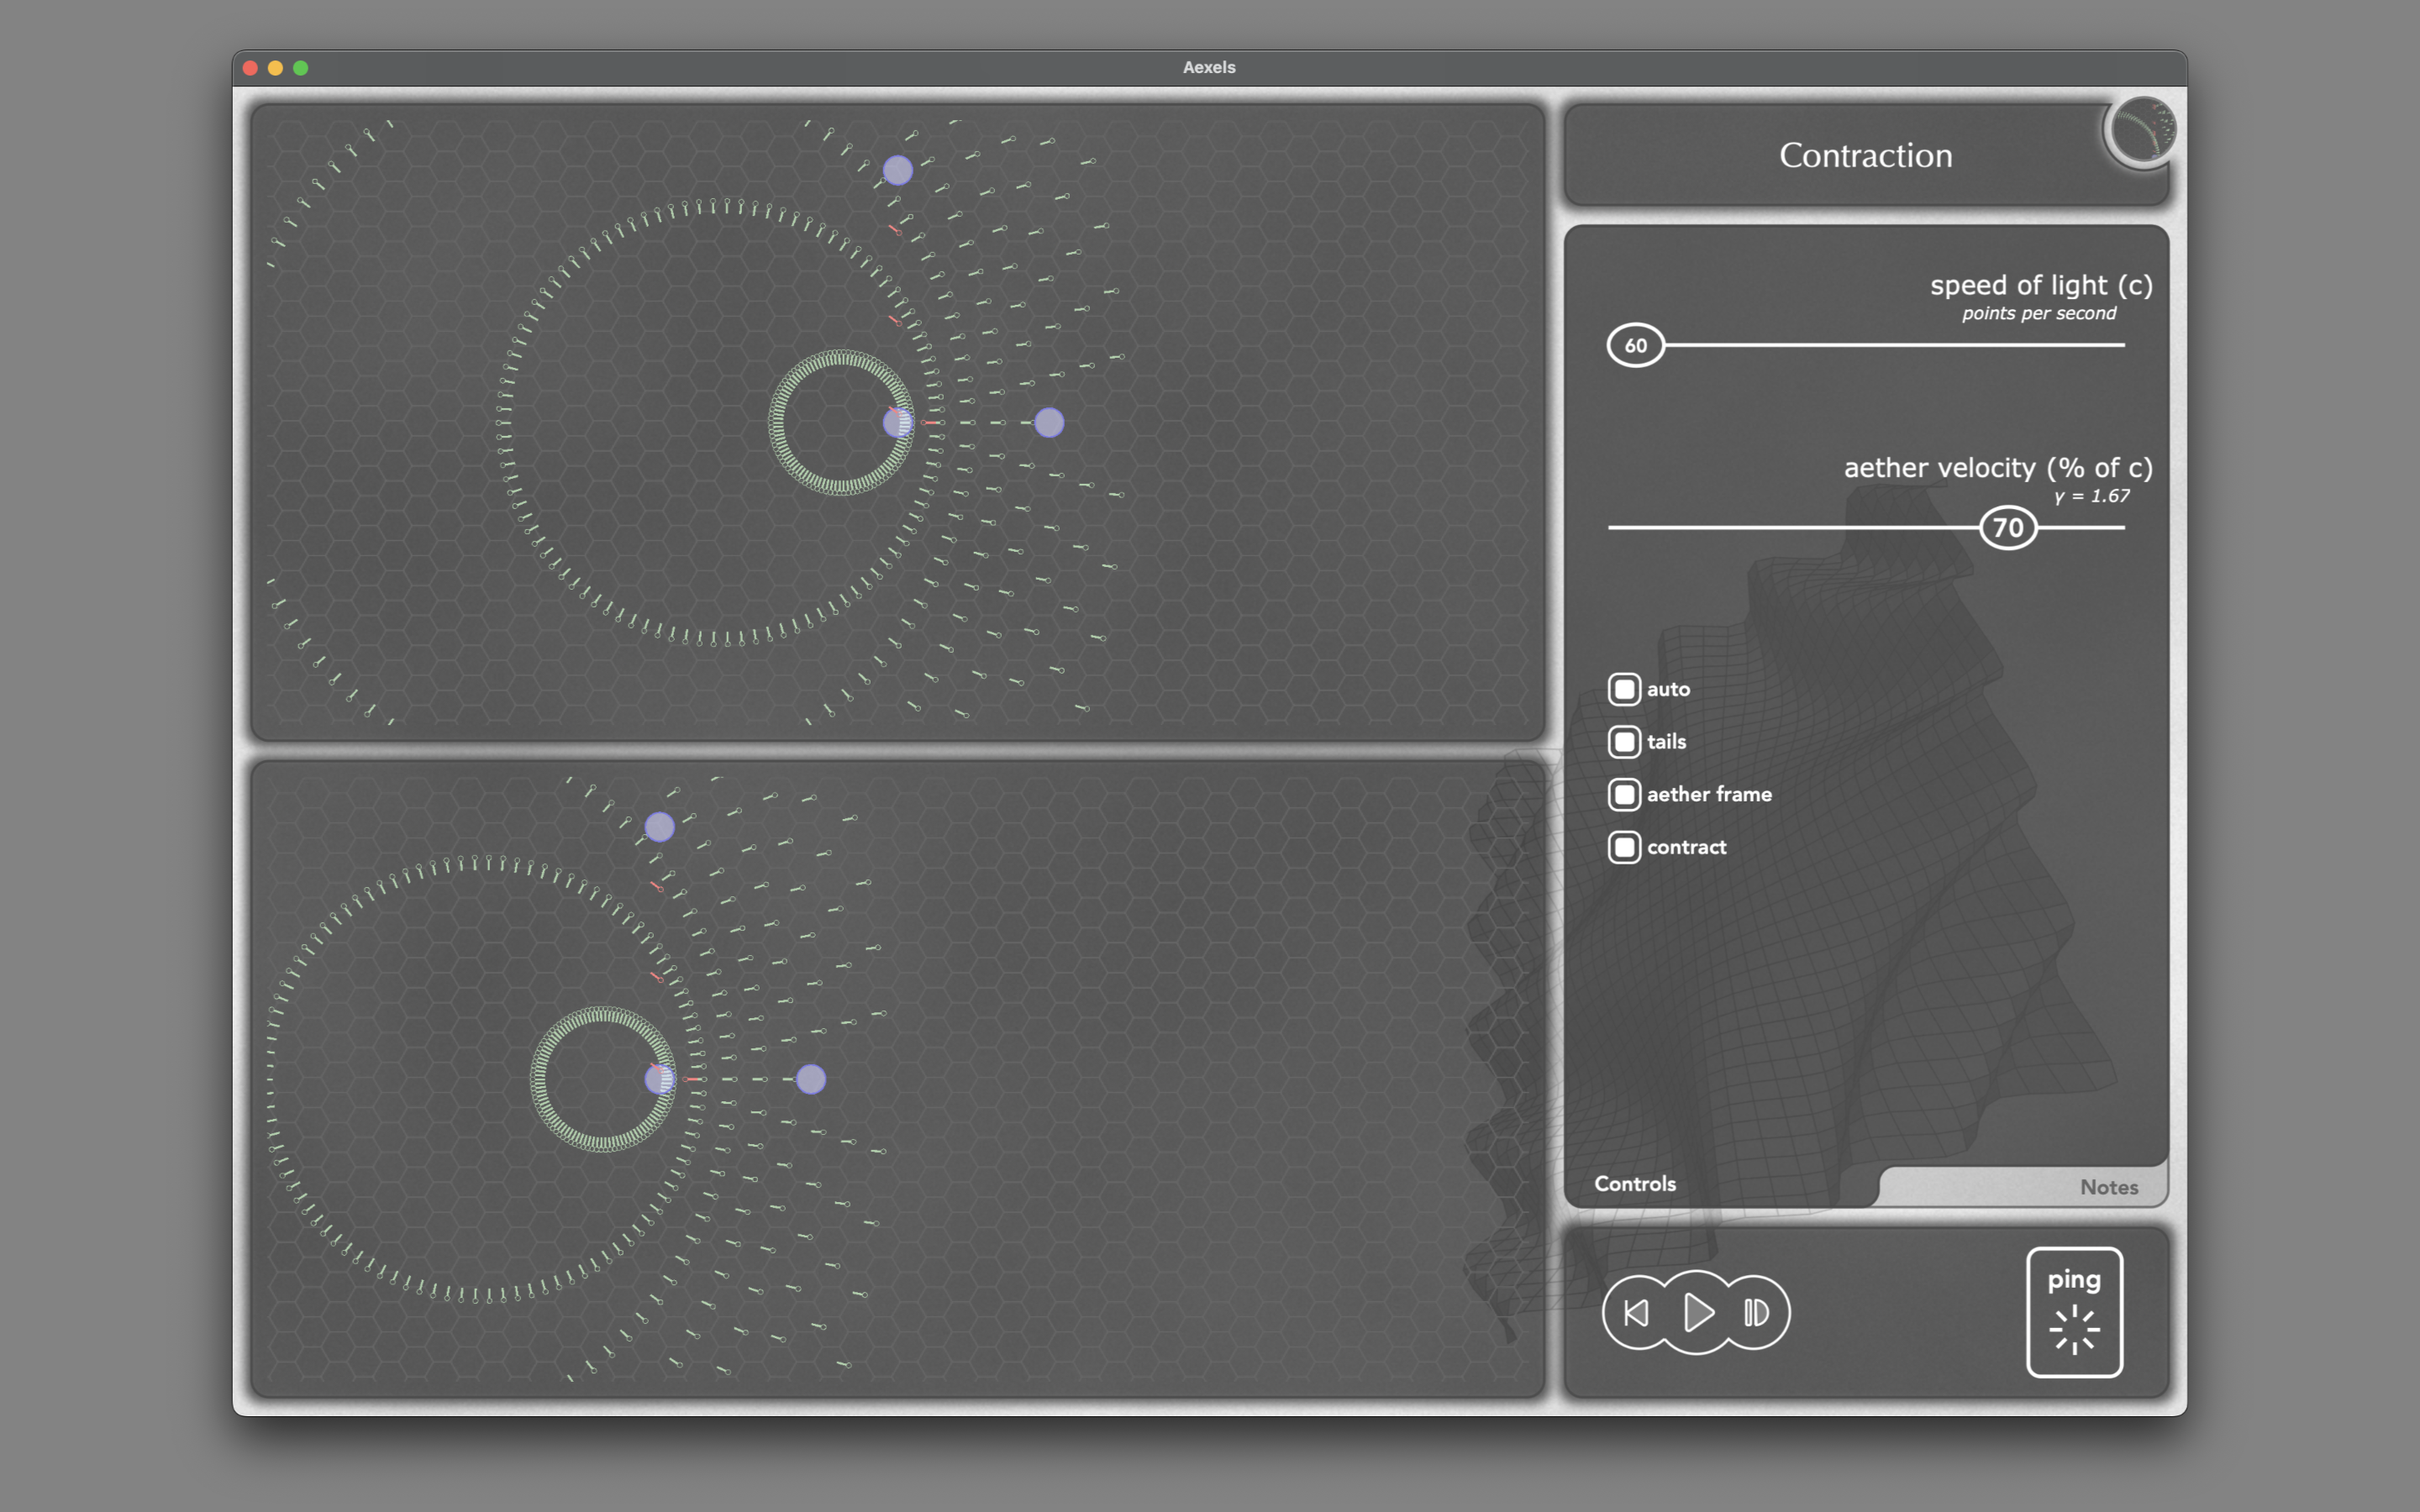 Aexels
Contraction
speed of light (c)
points per second
60
aether velocity (% of c)
γ = 1.67
70
auto
tails
aether frame
contract
Controls
Notes
ping